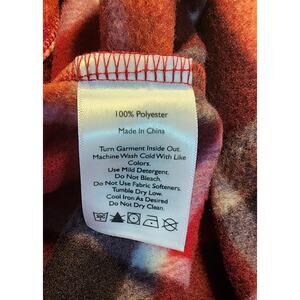 100% Polyester
Made In China
Turn Garment Inside Out.
Machine Wash Cold With Like
Colors.
Use Mild Detergent.
Do Not Bleach.
Do Not Use Fabric Softeners.
Tumble Dry Low.
Cool Iron As Desired
Do Not Dry Clean.